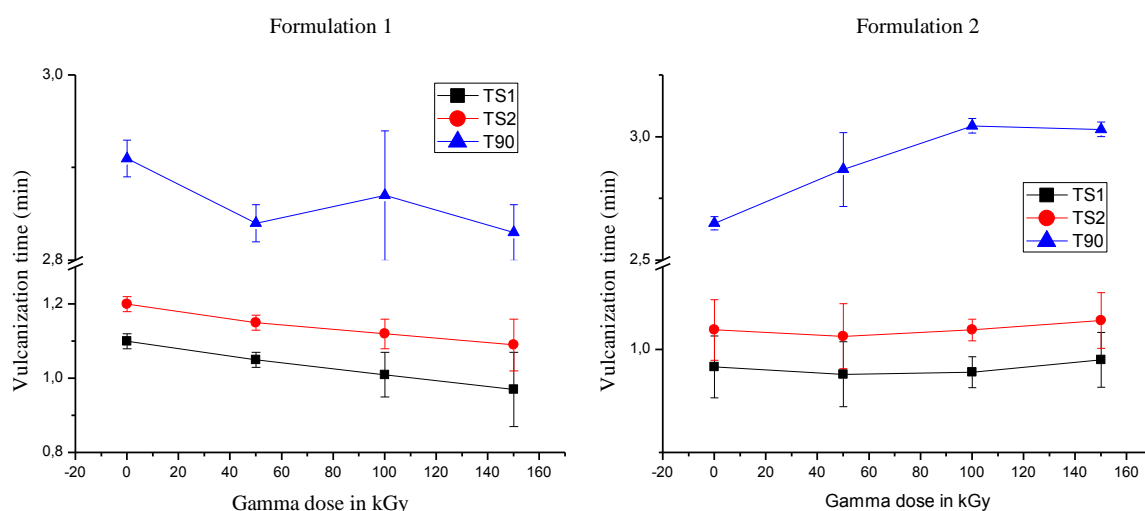 Formulation 1
Vulcanization time (min)
3,0
2,8
1,2
1,0
0,8
-20 0 20 40 60 80 100 120 140 160
Gamma dose in kGy
TS1
TS2
T90
Formulation 2
Vulcanization time (min)
3,0
2,5
1,0
-20 0 20 40 60 80 100 120 140 160
Gamma dose in kGy
TS1
TS2
T90